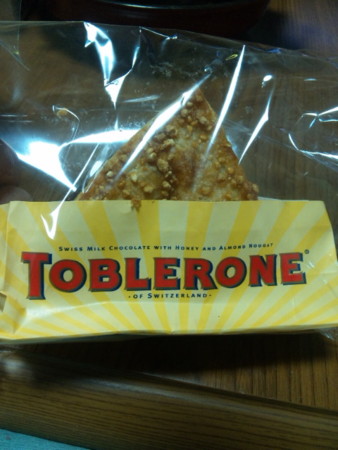 Swiss Milk Chocolate with Honey and Almond Nougat
TOBLERONE®
- OF SWITZERLAND -